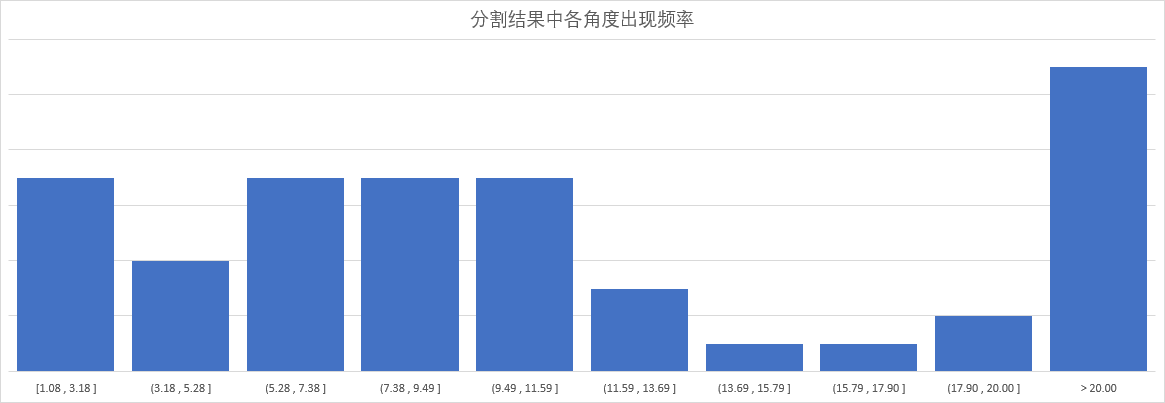 分割结果中各角度出现频率
[1.08 , 3.18 ]
(3.18 , 5.28 ]
(5.28 , 7.38 ]
(7.38 , 9.49 ]
(9.49 , 11.59 ]
(11.59 , 13.69 ]
(13.69 , 15.79 ]
(15.79 , 17.90 ]
(17.90 , 20.00 ]
> 20.00